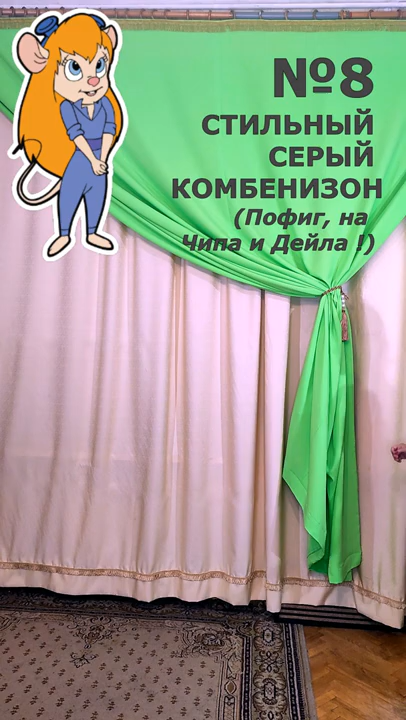 №8
СТИЛЬНЫЙ
СЕРЫЙ
КОМБЕНИЗОН
(Пофиг, на
Чипа и Дейла !)